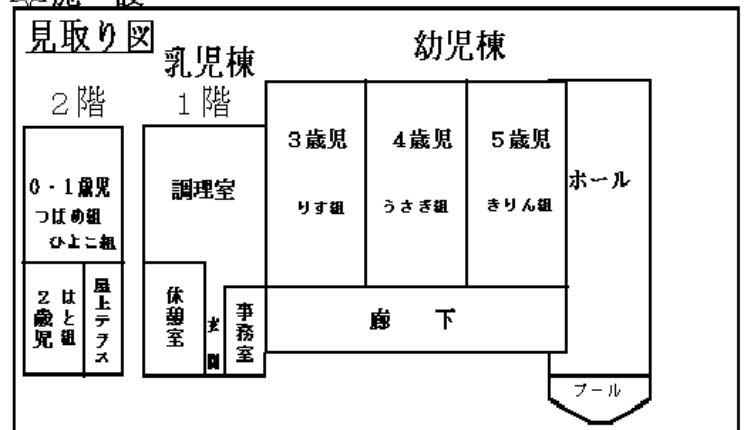 見取り図
乳児棟
幼児棟
2階
1階
0・1歳児
つばめ組
ひよこ組
2歳児
はと組
屋上テラス
調理室
休憩室
玄関
事務室
3歳児
りす組
4歳児
うさぎ組
5歳児
きりん組
ホール
廊下
プール